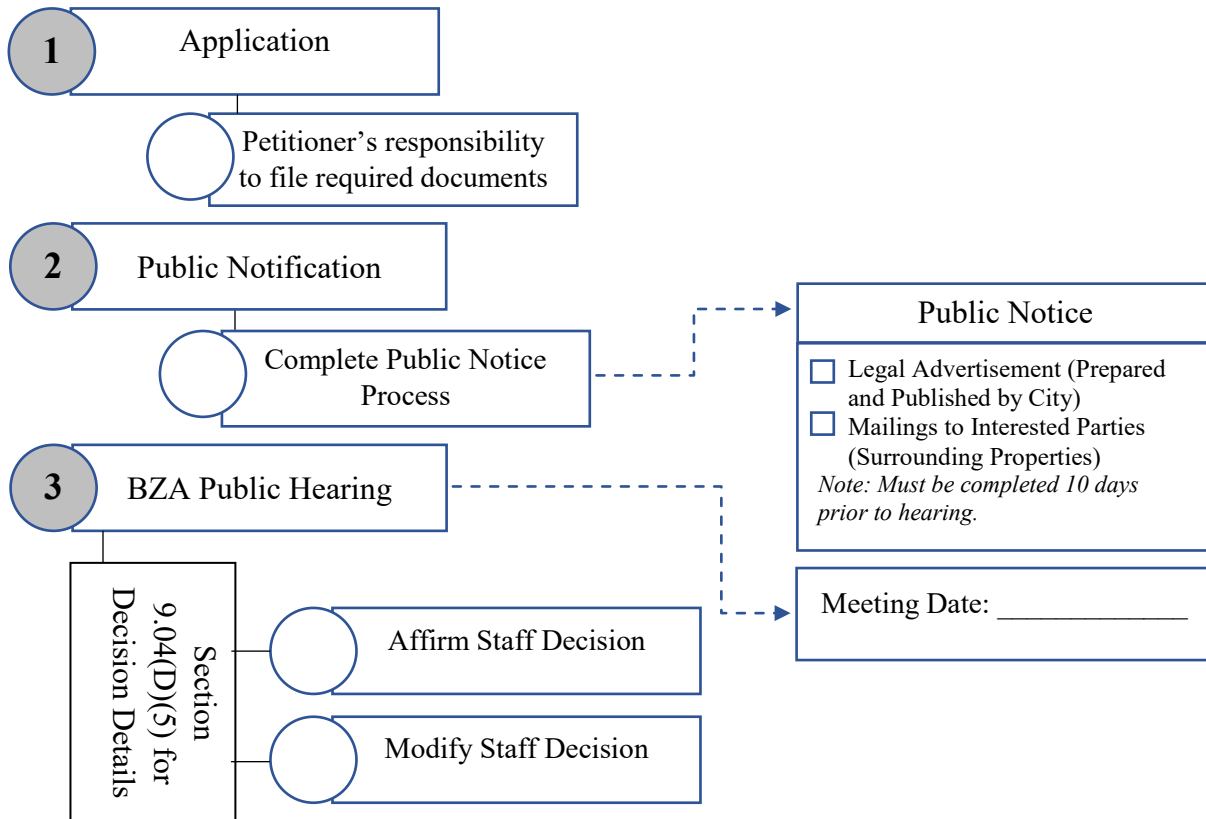 1
Application
Petitioner’s responsibility
to file required documents
2
Public Notification
Complete Public Notice
Process
Public Notice
Legal Advertisement (Prepared
and Published by City)
Mailings to Interested Parties
(Surrounding Properties)
Note: Must be completed 10 days
prior to hearing.
3
BZA Public Hearing
Meeting Date: _____________
Section
9.04(D)(5) for
Decision Details
Affirm Staff Decision
Modify Staff Decision